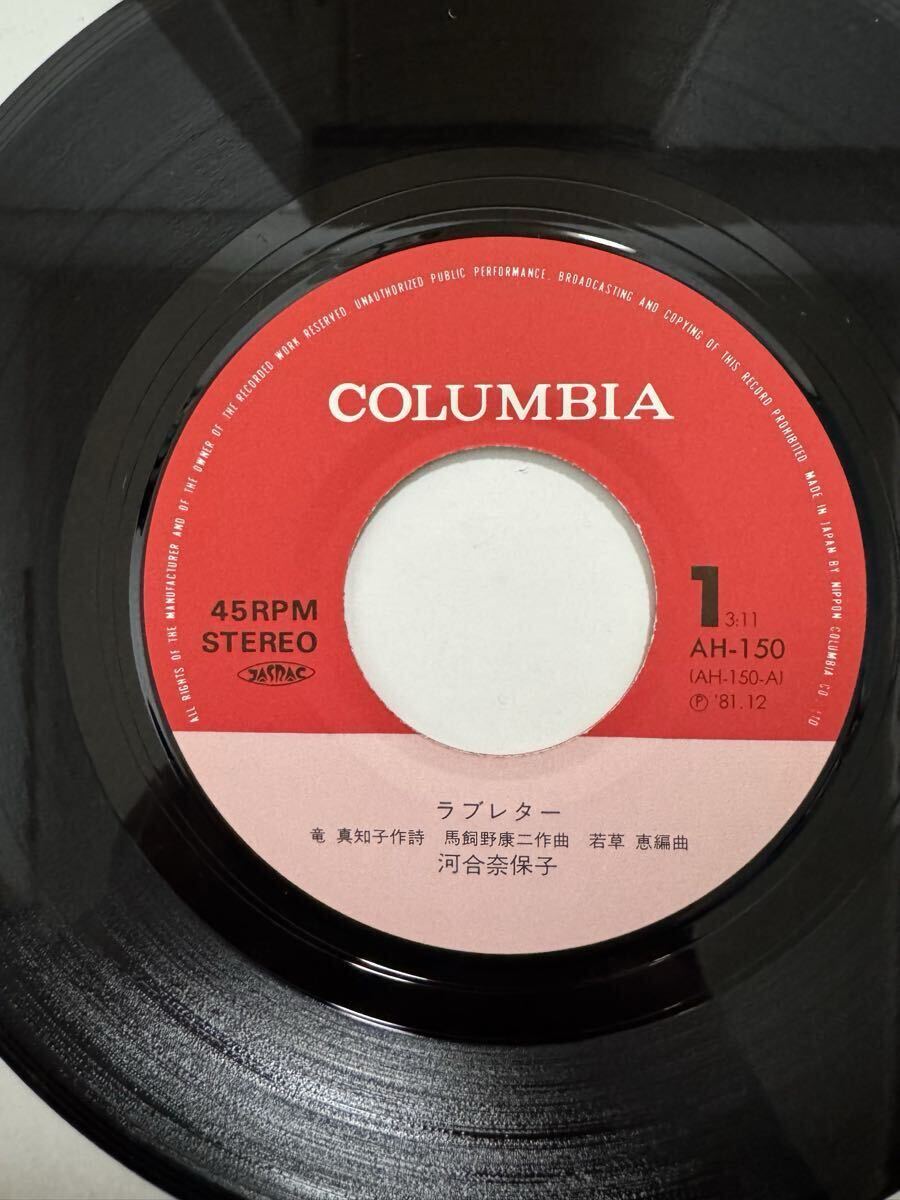 ALL RIGHTS OF THE MANUFACTURER AND OF THE OWNER OF THE RECORDED WORK RESERVED. UNAUTHORIZED PUBLIC PERFORMANCE. BROADCASTING AND COPYING OF THIS RECORD PROHIBITED. MADE IN JAPAN BY NIPPON COLUMBIA CO., LTD
COLUMBIA
45RPM
STEREO
JASRAC
1 3:11
AH-150
(AH-150-A)
Ⓟ '81.12
ラブレター
竜 真知子作詩 馬飼野康二作曲 若草 恵編曲
河合奈保子